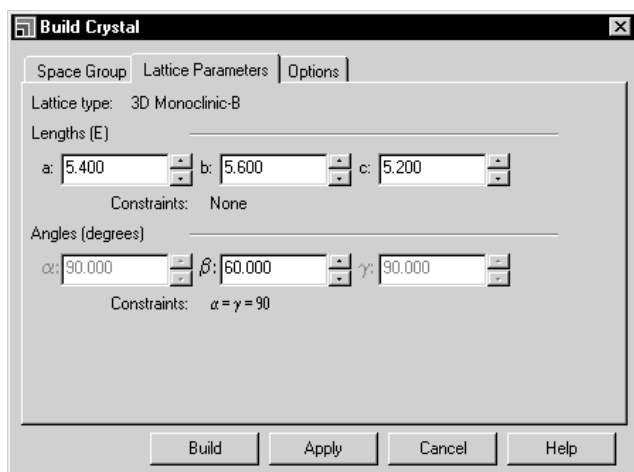 Build Crystal
Space Group Lattice Parameters Options
Lattice type: 3D Monoclinic-B
Lengths (E)
a: 5.400 b: 5.600 c: 5.200
Constraints: None
Angles (degrees)
α: 90.000 β: 60.000 γ: 90.000
Constraints: α = γ = 90
Build Apply Cancel Help